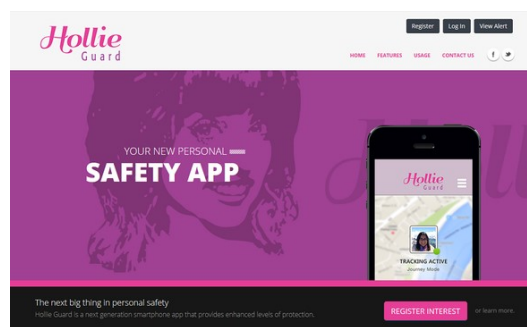 Hollie
Guard
Register
Log In
View Alert
HOME
FEATURES
USAGE
CONTACT US
f
YOUR NEW PERSONAL
SAFETY APP
Hollie
Guard
TRACKING ACTIVE
Journey Mode
The next big thing in personal safety
Hollie Guard is a next generation smartphone app that provides enhanced levels of protection.
REGISTER INTEREST
or learn more.